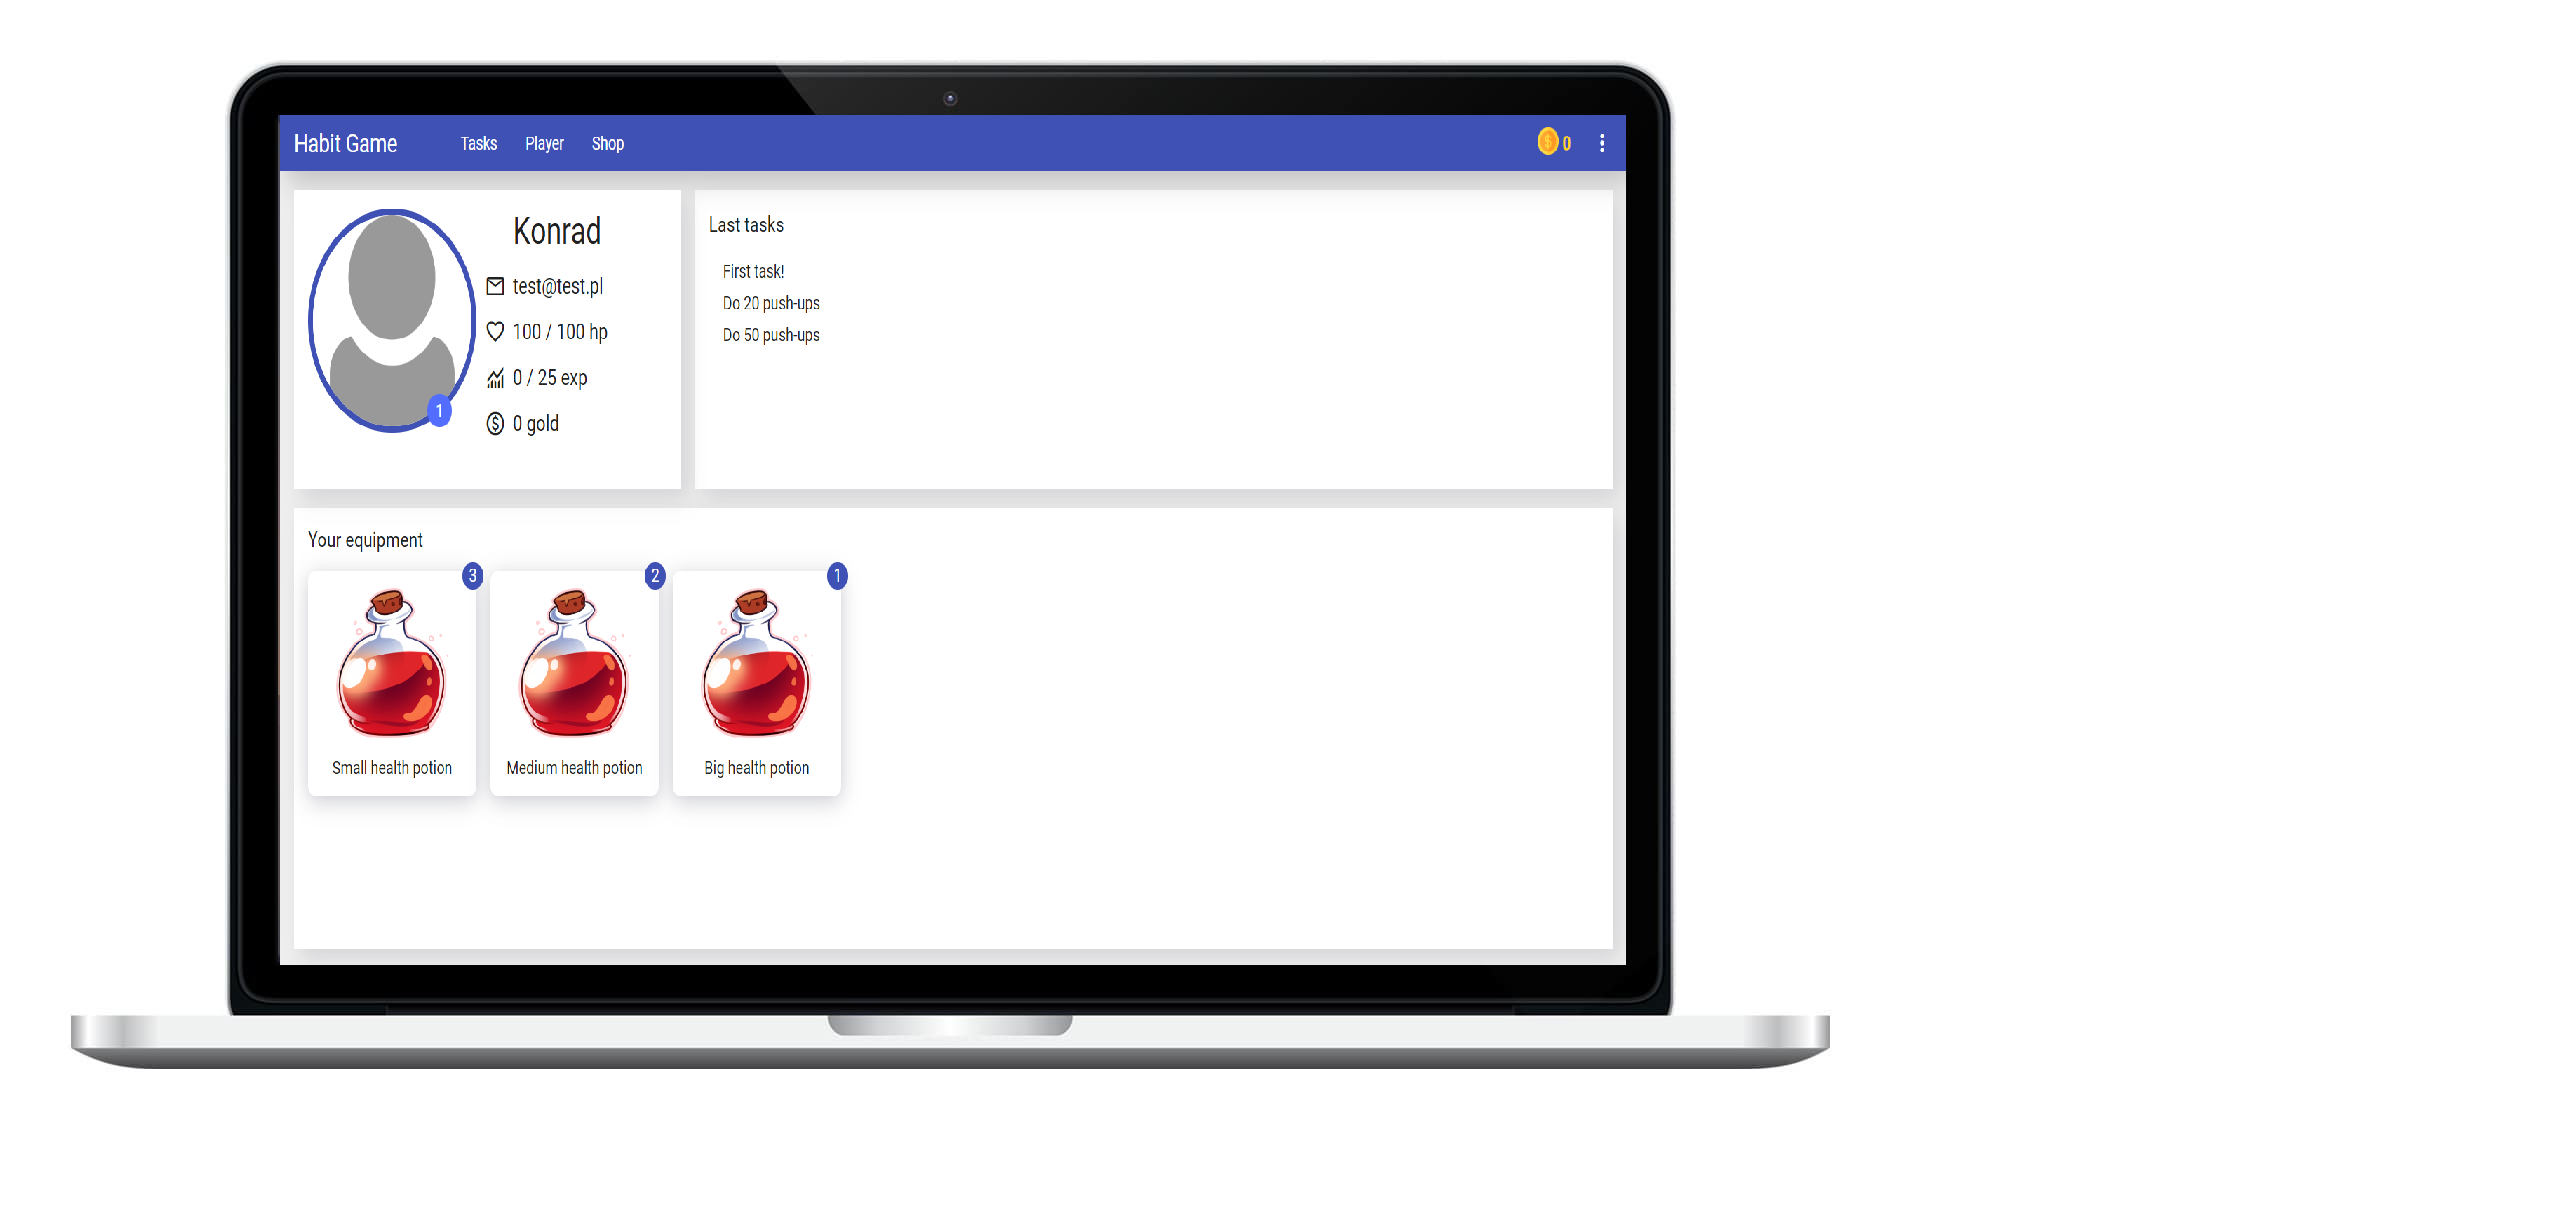 Habit Game Tasks Player Shop 0
Konrad
test@test.pl
100 / 100 hp
0 / 25 exp
0 gold
1
Last tasks
First task!
Do 20 push-ups
Do 50 push-ups
Your equipment
3
Small health potion
2
Medium health potion
1
Big health potion